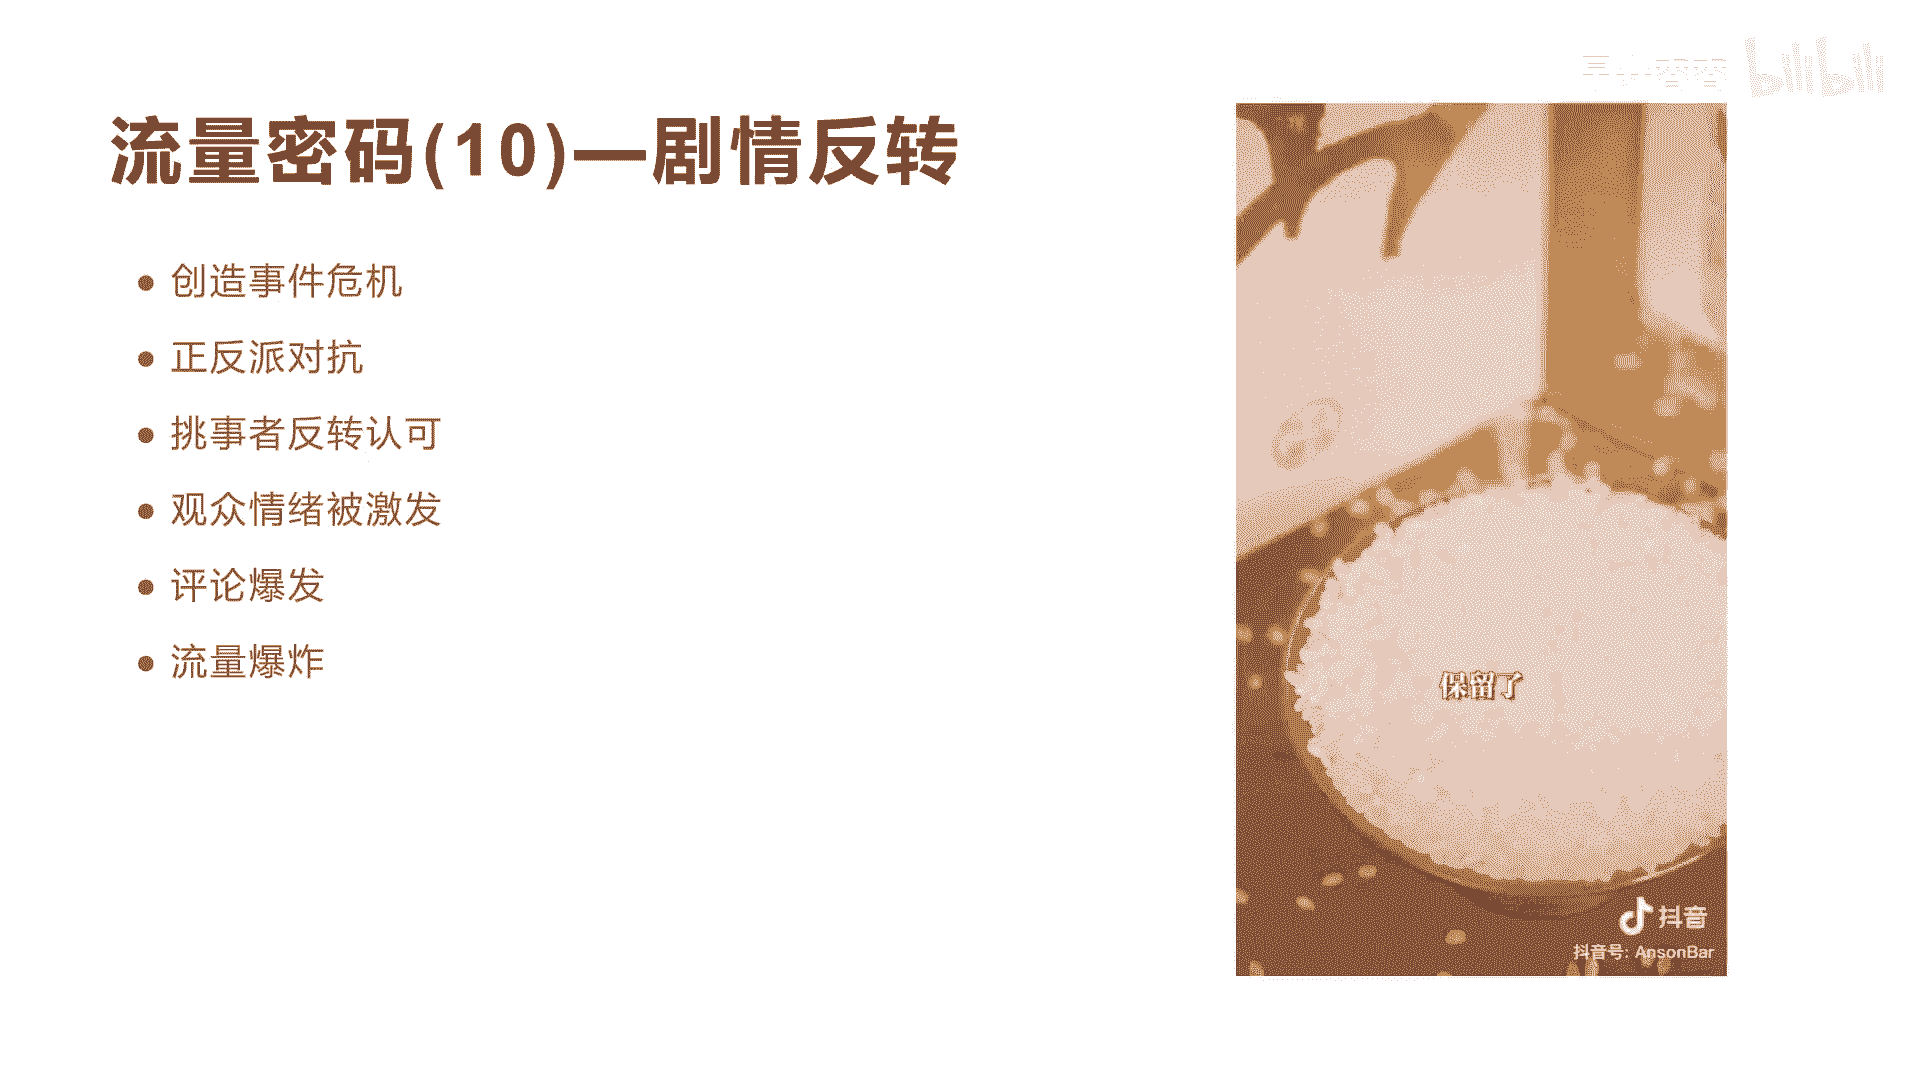 bilibili
流量密码(10)—剧情反转
创造事件危机
正反派对抗
挑事者反转认可
观众情绪被激发
评论爆发
流量爆炸
保留了
抖音
抖音号: AnsonBar